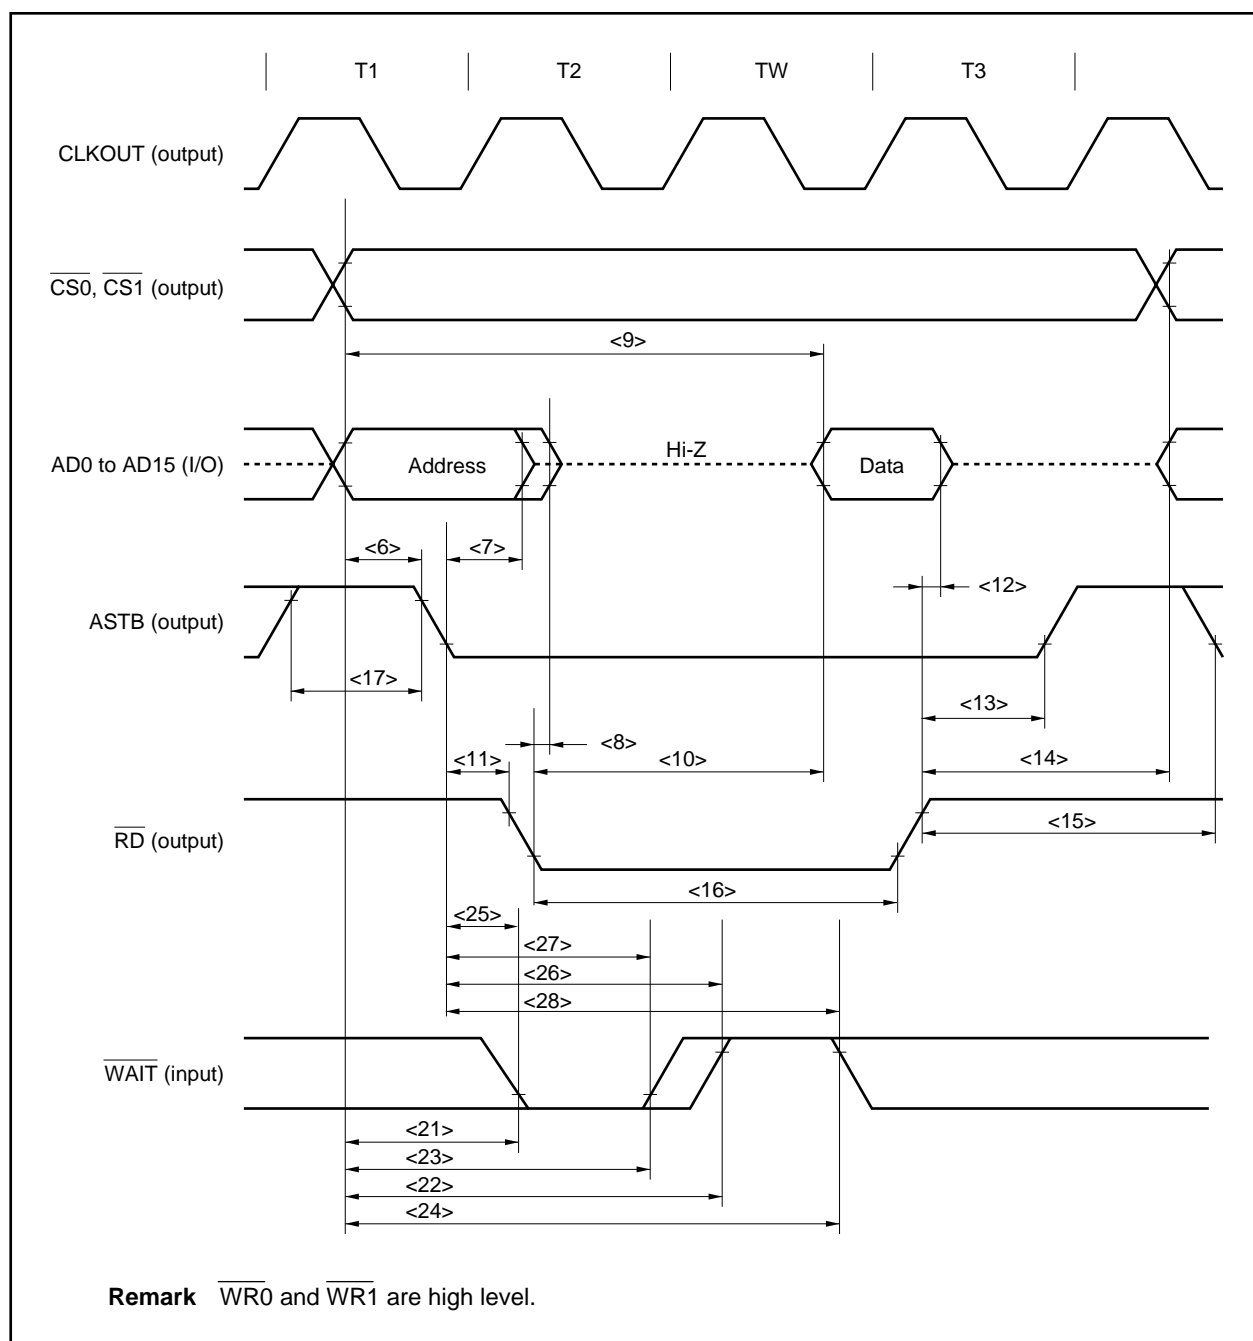 T1 T2 TW T3
CLKOUT (output)
CS0, CS1 (output)
<9>
AD0 to AD15 (I/O)
Address
Hi-Z
Data
<6> <7>
<12>
ASTB (output)
<17>
<13>
<8>
<11>
<10>
<14>
RD (output)
<15>
<16>
<25>
<27>
<26>
<28>
WAIT (input)
<21>
<23>
<22>
<24>
Remark WR0 and WR1 are high level.